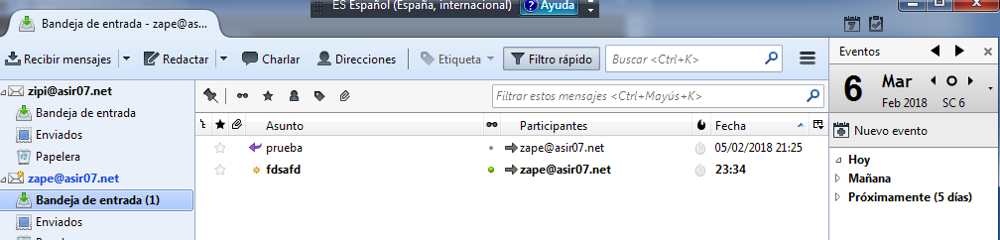 ES Español (España, internacional) Ayuda
Bandeja de entrada - zape@as...
Recibir mensajes Redactar Charlar Direcciones Etiqueta Filtro rápido Buscar <Ctrl+K>
Eventos
zipi@asir07.net
Bandeja de entrada
Enviados
Papelera
zape@asir07.net
Bandeja de entrada (1)
Enviados
Filtrar estos mensajes <Ctrl+Mayús+K>
Asunto Participantes Fecha
prueba zape@asir07.net 05/02/2018 21:25
fdsafd zape@asir07.net 23:34
6 Mar
Feb 2018 SC 6
Nuevo evento
Hoy
Mañana
Próximamente (5 días)